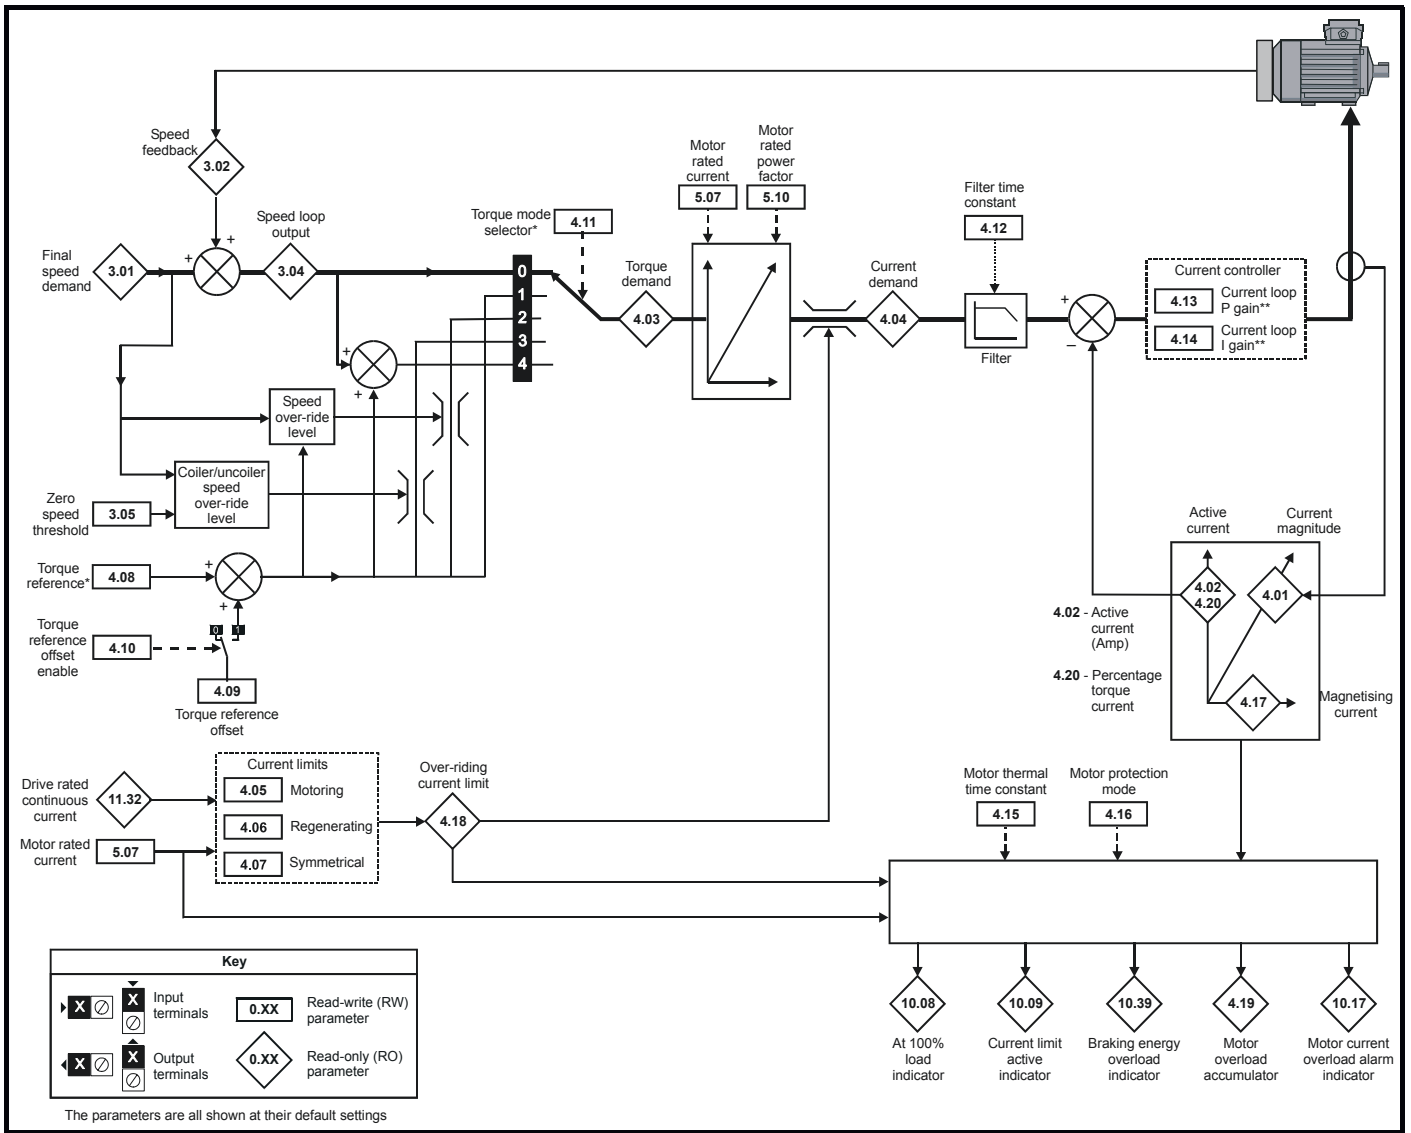 Speed
feedback
3.02
Final
speed
demand
3.01
+
+
Speed loop
output
3.04
Torque mode
selector*
4.11
0
1
2
3
4
Torque
demand
4.03
Motor
rated
current
5.07
Motor
rated
power
factor
5.10
Current
demand
4.04
Filter time
constant
4.12
Filter
+
–
Current controller
4.13
Current loop
P gain**
4.14
Current loop
I gain**
+
+
Speed
over-ride
level
Coiler/uncoiler
speed
over-ride
level
Zero
speed
threshold
3.05
Torque
reference*
4.08
+
+
Torque
reference
offset
enable
4.10
0
1
4.09
Torque reference
offset
Active
current
Current
magnitude
4.02
4.20
4.01
4.17
Magnetising
current
4.02 - Active
current
(Amp)
4.20 - Percentage
torque
current
Drive rated
continuous
current
11.32
Motor rated
current
5.07
Current limits
4.05
Motoring
4.06
Regenerating
4.07
Symmetrical
Over-riding
current limit
4.18
Motor thermal
time constant
4.15
Motor protection
mode
4.16
10.08
At 100%
load
indicator
10.09
Current limit
active
indicator
10.39
Braking energy
overload
indicator
4.19
Motor
overload
accumulator
10.17
Motor current
overload alarm
indicator
Key
X
X
Input
terminals
0.XX
Read-write (RW)
parameter
X
X
Output
terminals
0.XX
Read-only (RO)
parameter
The parameters are all shown at their default settings